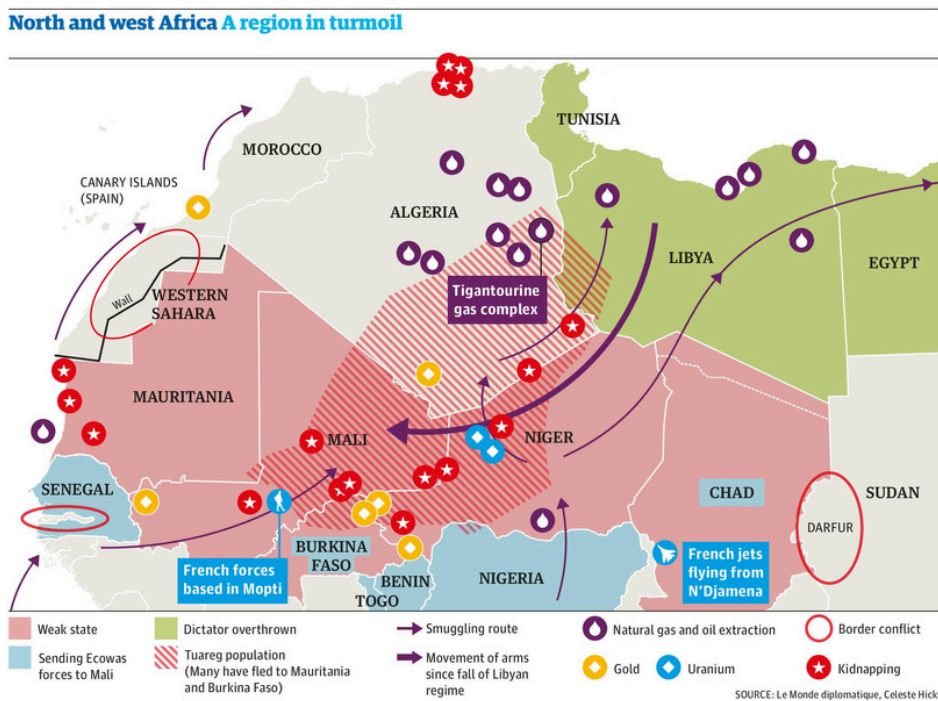 North and west Africa A region in turmoil
TUNISIA
MOROCCO
CANARY ISLANDS
(SPAIN)
ALGERIA
LIBYA
EGYPT
Tigantourine
gas complex
Wall
WESTERN
SAHARA
MAURITANIA
MALI
NIGER
SENEGAL
CHAD
SUDAN
DARFUR
BURKINA
FASO
French forces
based in Mopti
BENIN
TOGO
NIGERIA
French jets
flying from
N'Djamena
Weak state
Dictator overthrown
Smuggling route
Natural gas and oil extraction
Border conflict
Sending Ecowas
forces to Mali
Tuareg population
(Many have fled to Mauritania
and Burkina Faso)
Movement of arms
since fall of Libyan
regime
Gold
Uranium
Kidnapping
SOURCE: Le Monde diplomatique, Celeste Hicks